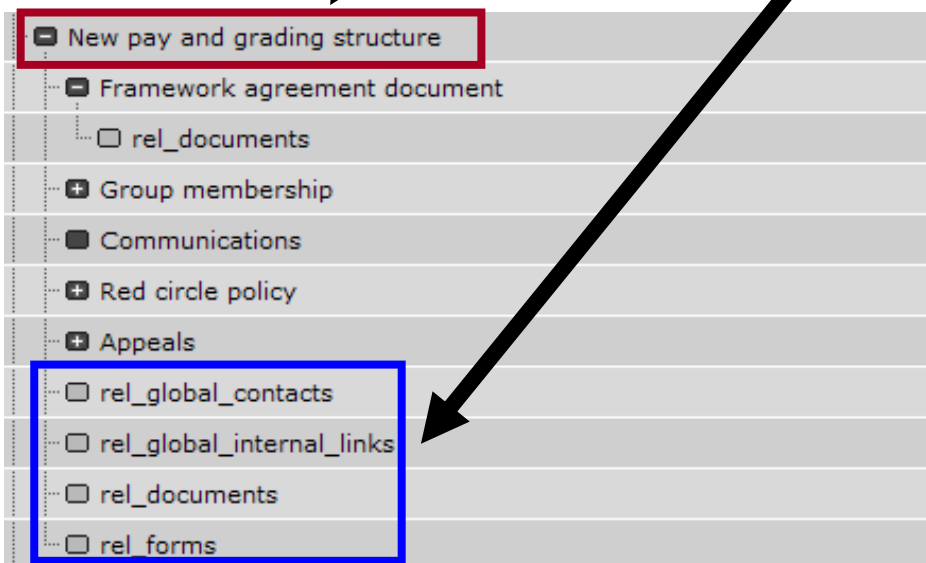 New pay and grading structure
Framework agreement document
rel_documents
Group membership
Communications
Red circle policy
Appeals
rel_global_contacts
rel_global_internal_links
rel_documents
rel_forms